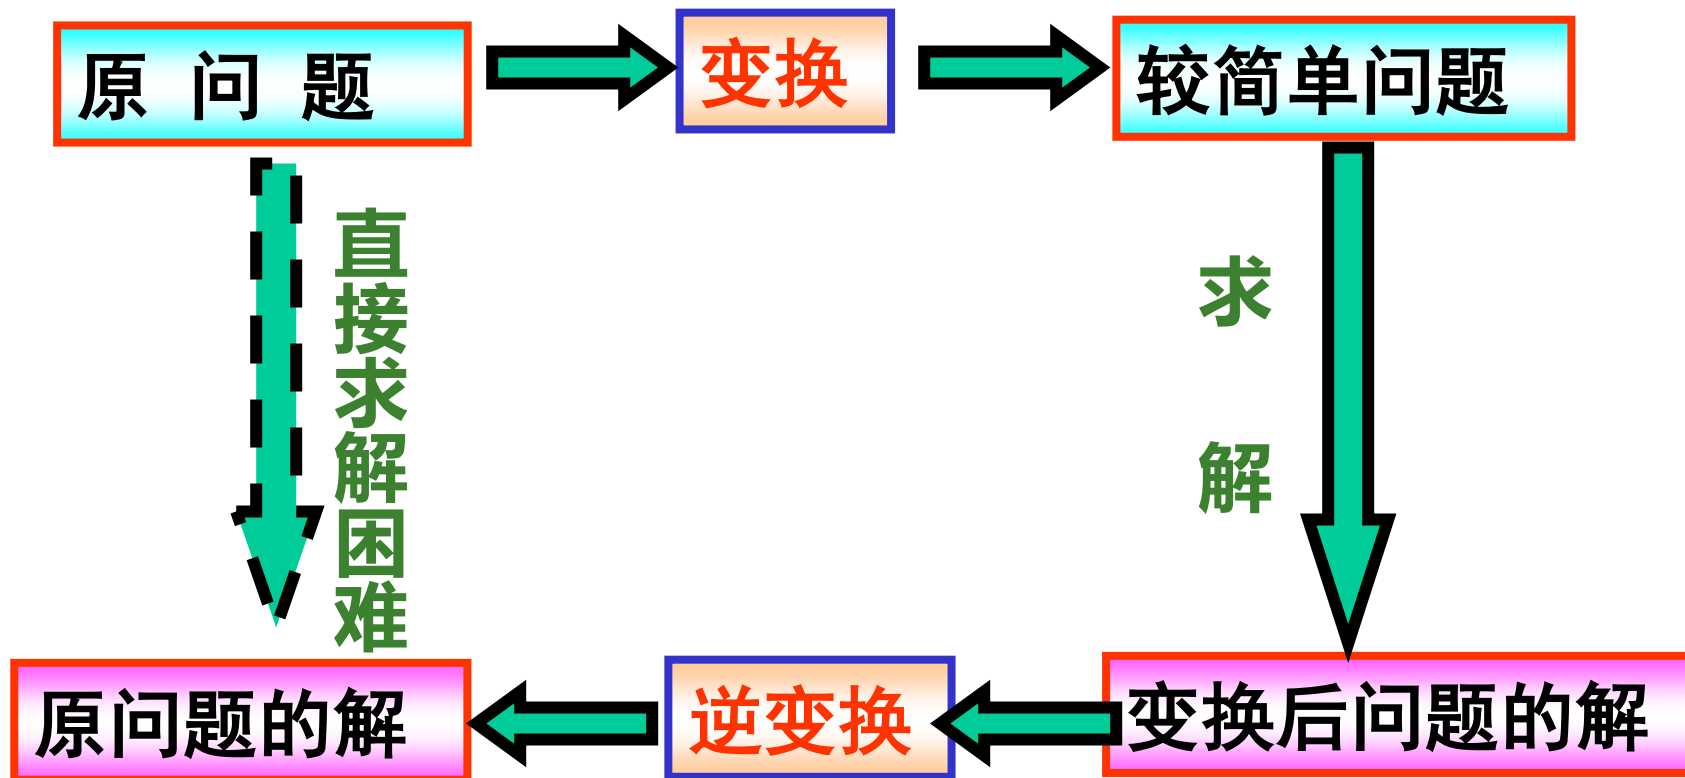 原 问 题
变换
较简单问题
直接求解困难
求解
原问题的解
逆变换
变换后问题的解